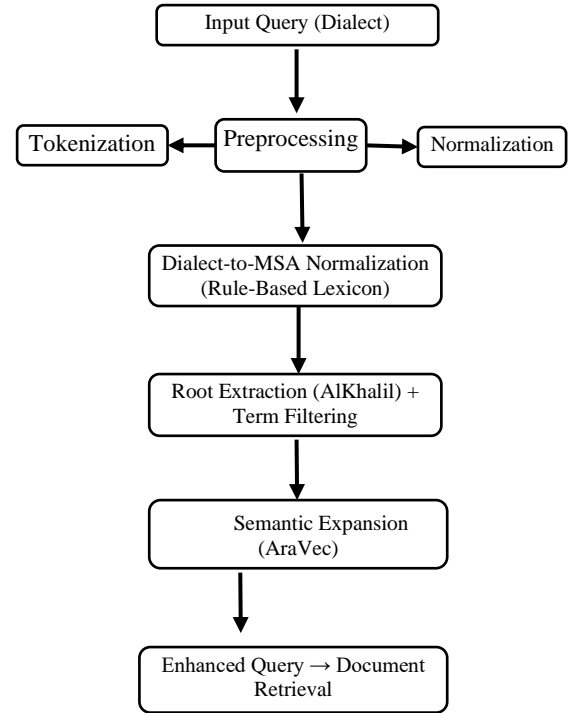 Input Query (Dialect)
Tokenization
Preprocessing
Normalization
Dialect-to-MSA Normalization
(Rule-Based Lexicon)
Root Extraction (AlKhalil) +
Term Filtering
Semantic Expansion
(AraVec)
Enhanced Query → Document
Retrieval